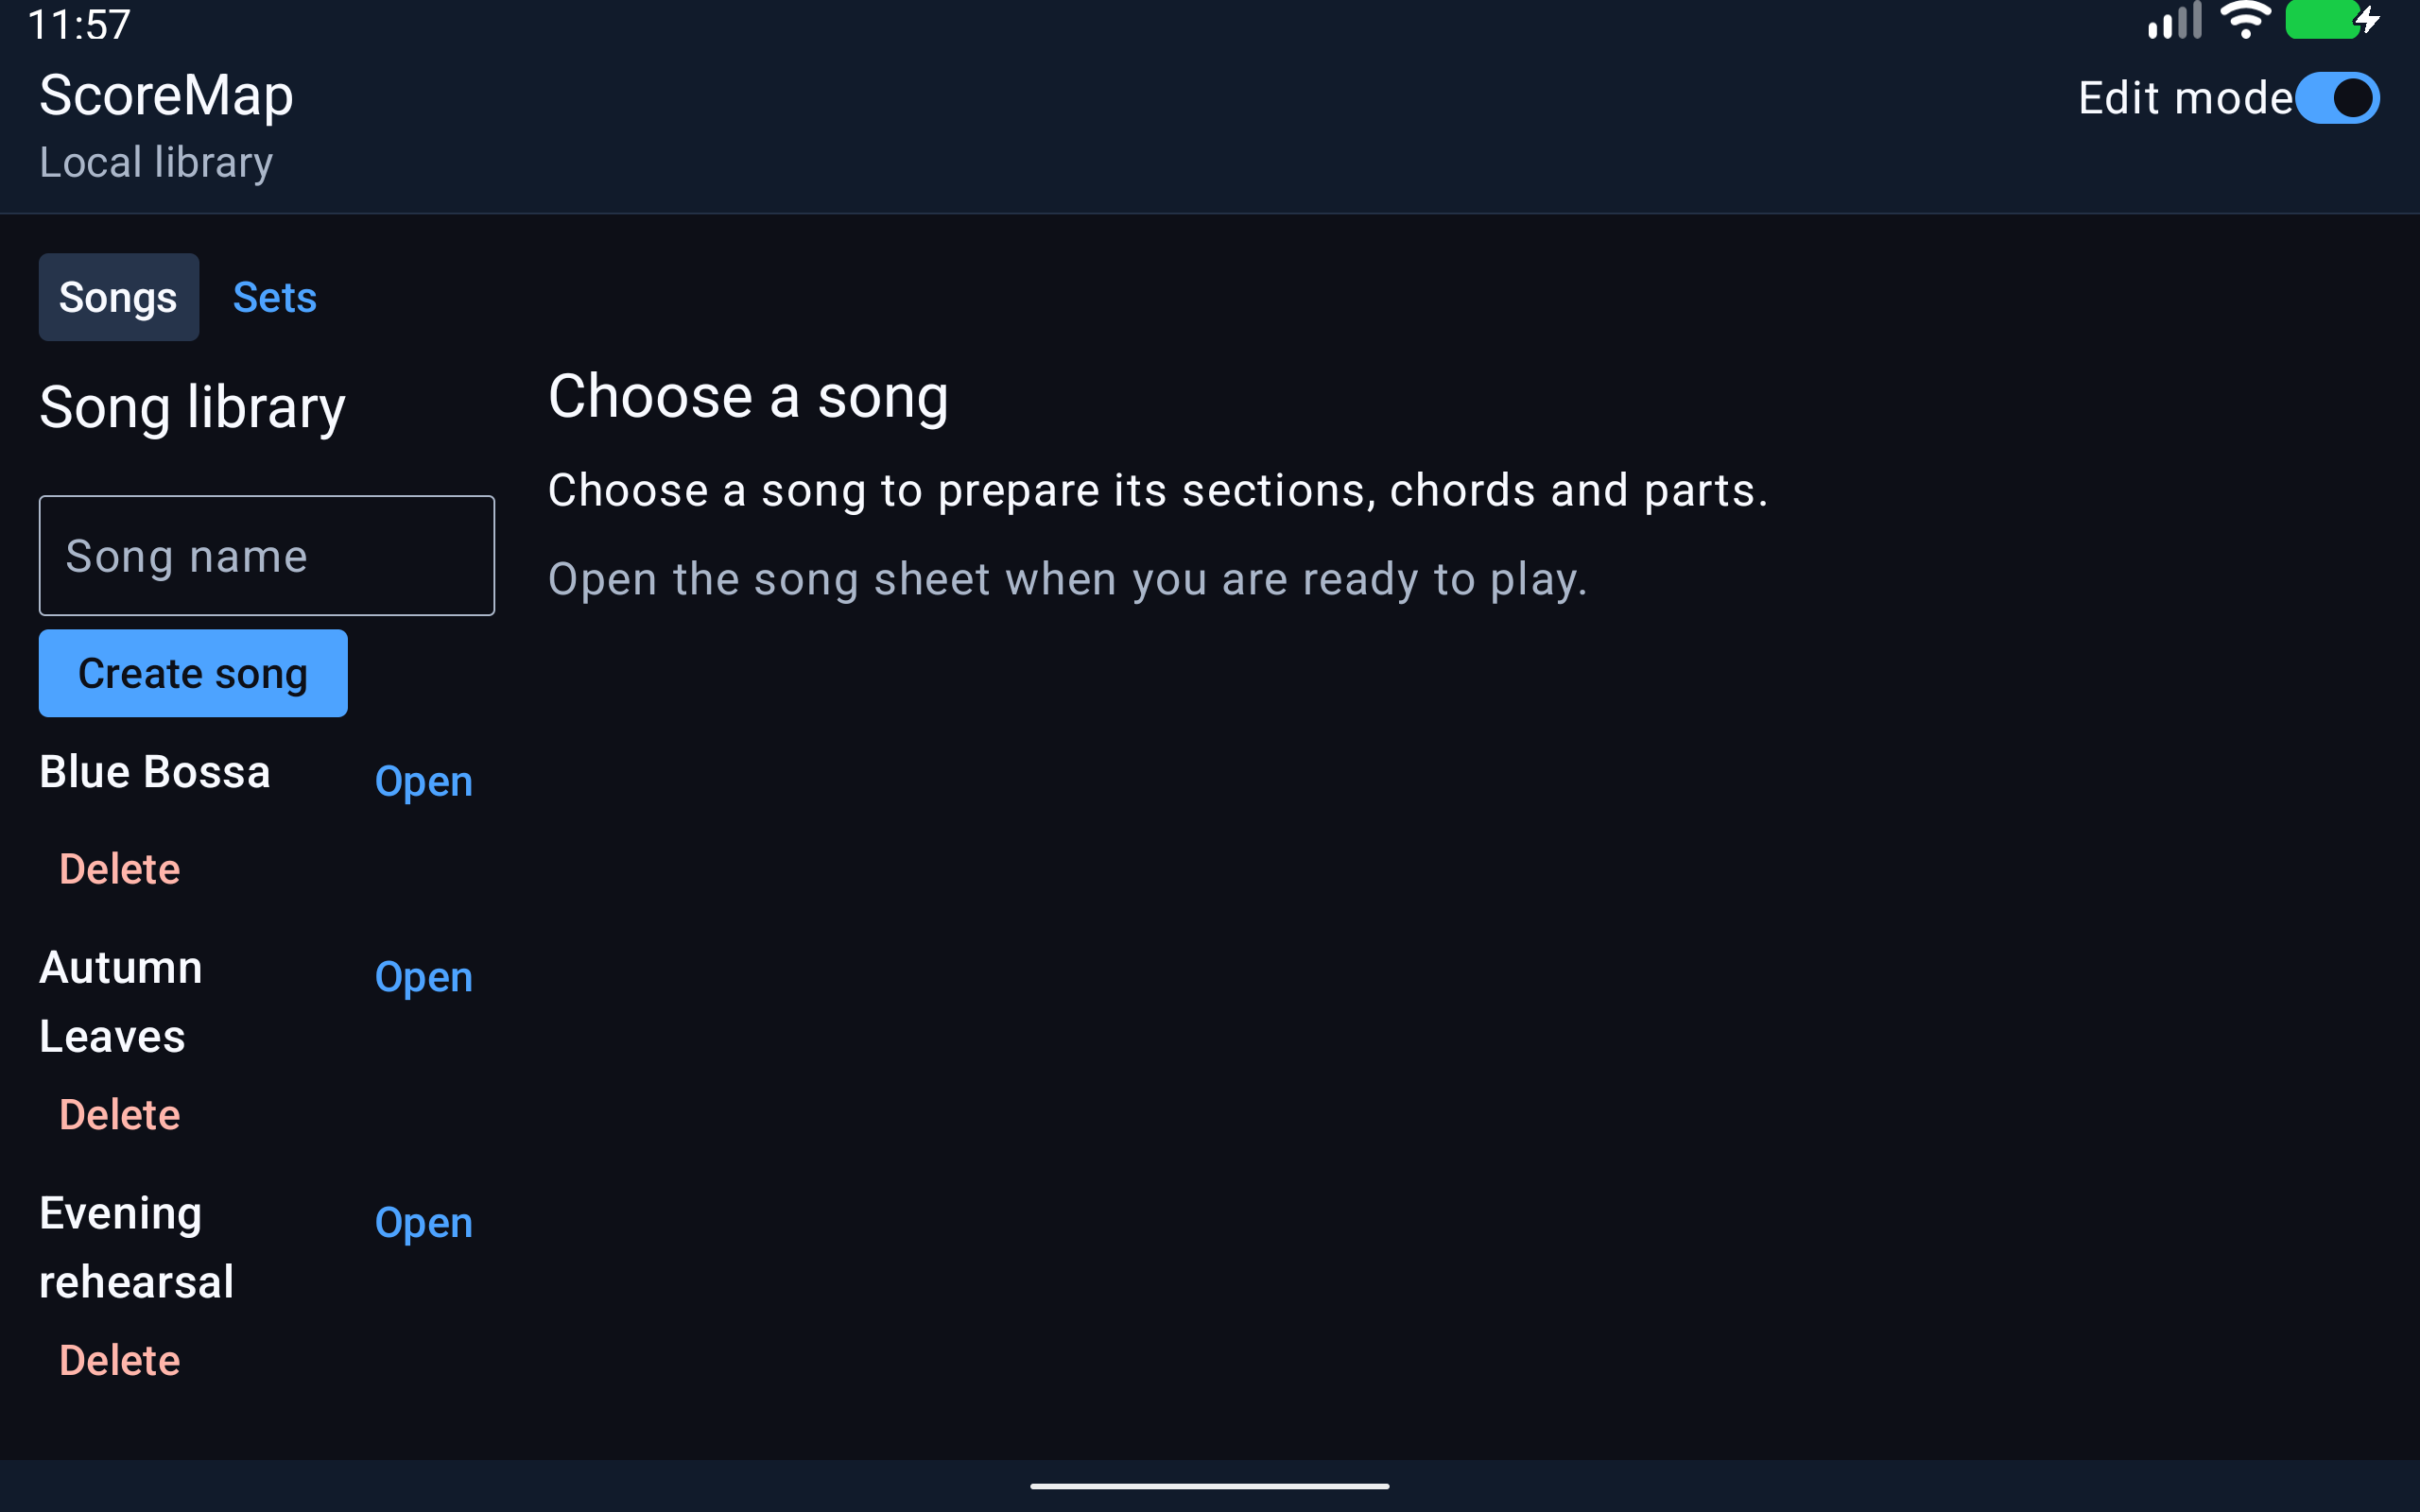 11:57
ScoreMap
Edit mode
Local library
Songs
Sets
Song library
Song name
Create song
Blue Bossa
Open
Delete
Autumn
Leaves
Open
Delete
Evening
rehearsal
Open
Delete
Choose a song
Choose a song to prepare its sections, chords and parts.
Open the song sheet when you are ready to play.